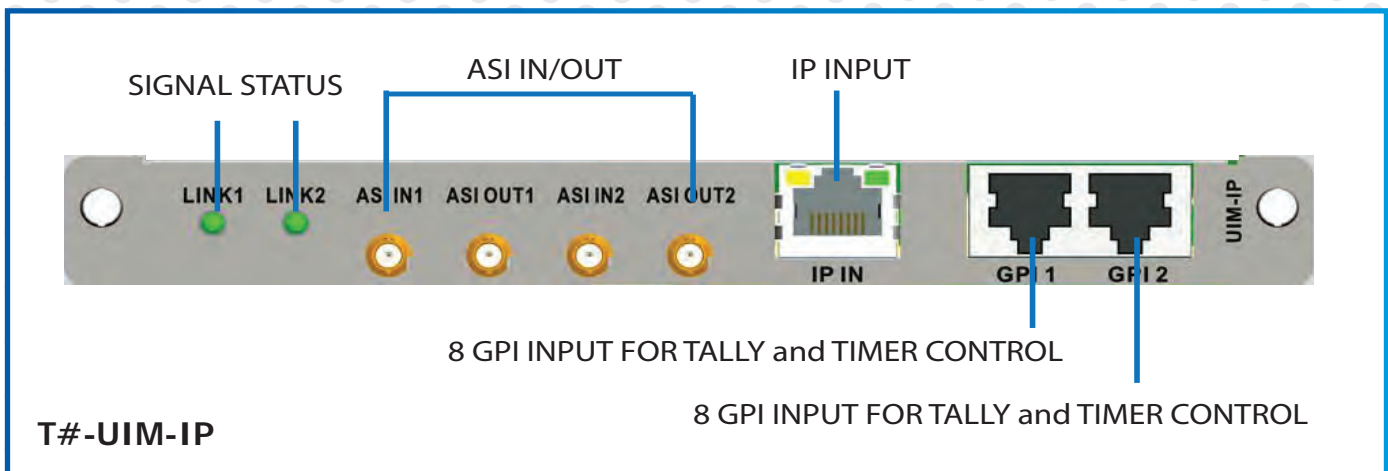 SIGNAL STATUS
ASI IN/OUT
IP INPUT
LINK1 LINK2 ASI IN1 ASI OUT1 ASI IN2 ASI OUT2
UIM-IP
IP IN
GPI 1 GPI 2
8 GPI INPUT FOR TALLY and TIMER CONTROL
8 GPI INPUT FOR TALLY and TIMER CONTROL
T#-UIM-IP